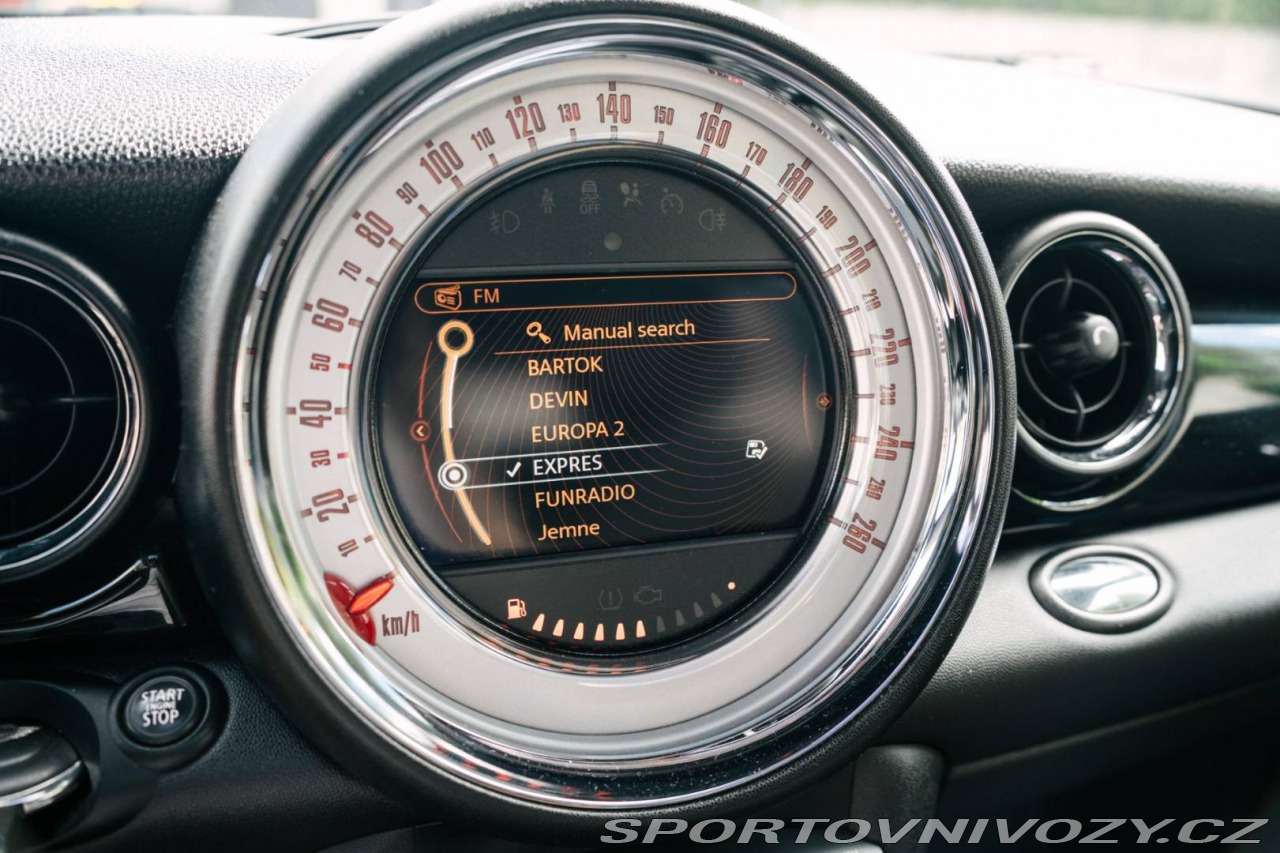 10
20
30
40
50
60
70
80
90
100
110
120
130
140
150
160
170
180
190
200
210
220
230
240
250
260
km/h
OFF
FM
Manual search
BARTOK
DEVIN
EUROPA 2
EXPRES
FUNRADIO
Jemne
START
ENGINE
STOP
SPORTOVNIVOZY.CZ